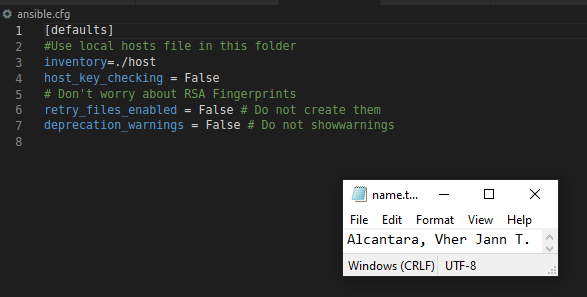 ansible.cfg
1 [defaults]
2 #Use local hosts file in this folder
3 inventory=./host
4 host_key_checking = False
5 # Don't worry about RSA Fingerprints
6 retry_files_enabled = False # Do not create them
7 deprecation_warnings = False # Do not showwarnings
8
name.t...
File Edit Format View Help
Alcantara, Vher Jann T.
Windows (CRLF) UTF-8